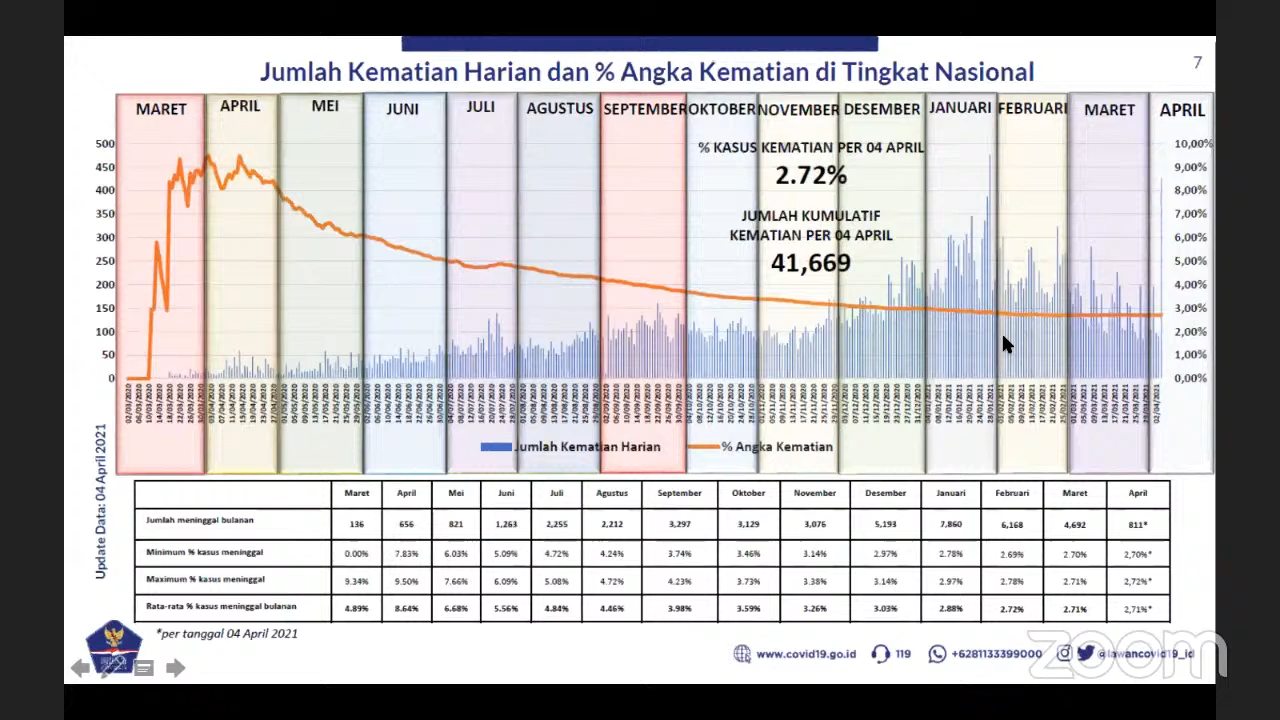 7
Jumlah Kematian Harian dan % Angka Kematian di Tingkat Nasional
MARET APRIL MEI JUNI JULI AGUSTUS SEPTEMBER OKTOBER NOVEMBER DESEMBER JANUARI FEBRUARI MARET APRIL
% KASUS KEMATIAN PER 04 APRIL
2.72%
JUMLAH KUMULATIF
KEMATIAN PER 04 APRIL
41,669
500 10,00%
450 9,00%
400 8,00%
350 7,00%
300 6,00%
250 5,00%
200 4,00%
150 3,00%
100 2,00%
50 1,00%
0 0,00%
Jumlah Kematian Harian % Angka Kematian
Update Data: 04 April 2021
Maret April Mei Juni Juli Agustus September Oktober November Desember Januari Februari Maret April
Jumlah meninggal bulanan 136 656 821 1,263 2,255 2,212 3,297 3,129 3,076 5,193 7,860 6,168 4,692 811*
Minimum % kasus meninggal 0.00% 7.83% 6.03% 5.09% 4.72% 4.24% 3.74% 3.46% 3.14% 2.97% 2.78% 2.69% 2.70% 2,70%*
Maximum % kasus meninggal 9.34% 9.50% 7.66% 6.09% 5.08% 4.72% 4.23% 3.73% 3.38% 3.14% 2.97% 2.78% 2.71% 2,72%*
Rata-rata % kasus meninggal bulanan 4.89% 8.64% 6.68% 5.56% 4.84% 4.46% 3.98% 3.59% 3.26% 3.03% 2.88% 2.72% 2.71% 2,71%*
*per tanggal 04 April 2021
www.covid19.go.id 119 +6281133399000 @lawancovid19_id
zoom